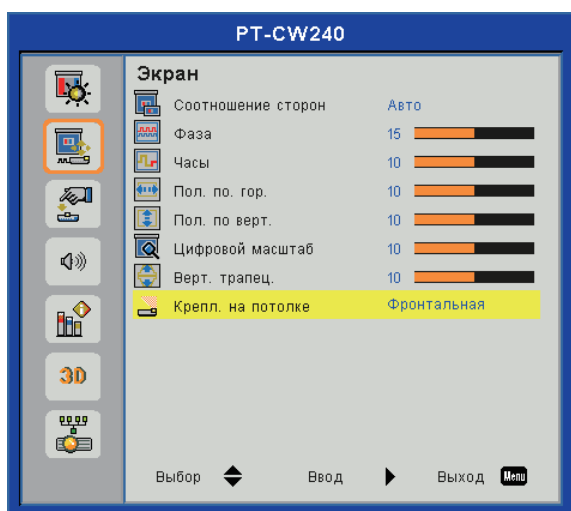 PT-CW240
Экран
Соотношение сторон Авто
Фаза 15
Часы 10
Пол. по. гор. 10
Пол. по верт. 10
Цифровой масштаб 10
Верт. трапец. 10
Крепл. на потолке Фронтальная
3D
Выбор Ввод Выход Menu